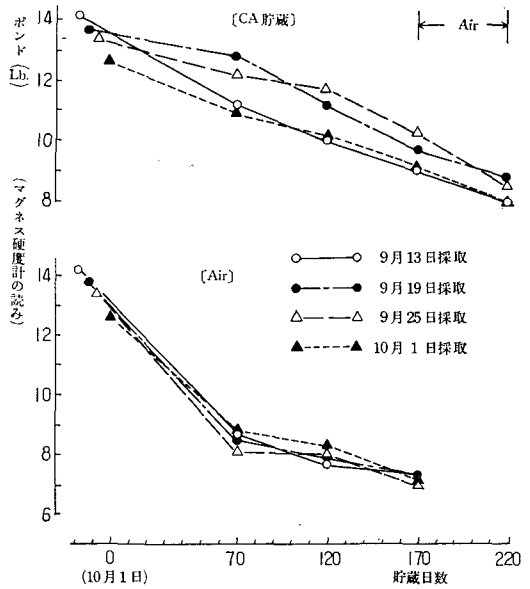 〔CA貯蔵〕
Air
ポンド(Lb.)
14
12
10
8
(マグネス硬度計の読み)
〔Air〕
14
12
10
8
6
9月13日採取
9月19日採取
9月25日採取
10月1日採取
0
70
120
170
220
(10月1日)
貯蔵日数